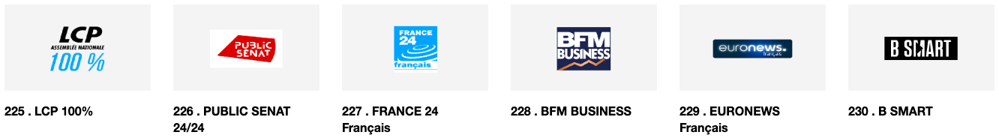 LCP
ASSEMBLÉE NATIONALE
100 %
PUBLIC
SENAT
FRANCE
24
français
BFM
BUSINESS
euronews.
français
B SMART
225 . LCP 100%
226 . PUBLIC SENAT
24/24
227 . FRANCE 24
Français
228 . BFM BUSINESS
229 . EURONEWS
Français
230 . B SMART